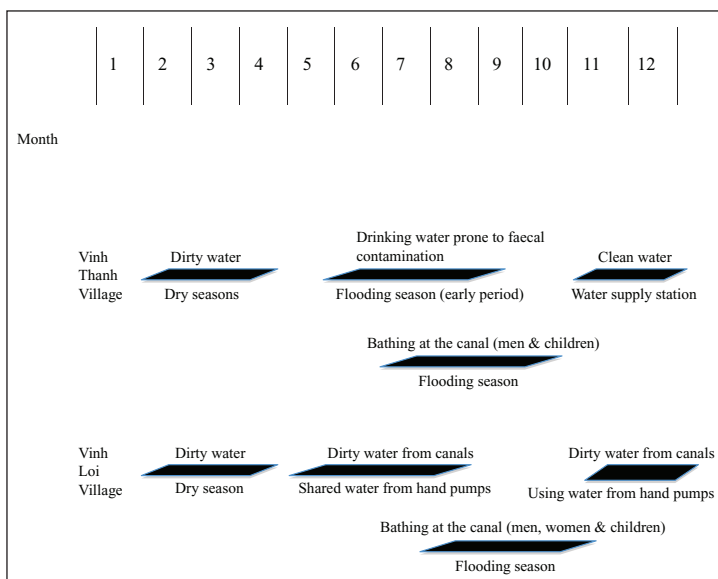 1 2 3 4 5 6 7 8 9 10 11 12
Month
Vinh
Thanh
Village
Dirty water
Dry seasons
Drinking water prone to faecal
contamination
Flooding season (early period)
Clean water
Water supply station
Bathing at the canal (men & children)
Flooding season
Vinh
Loi
Village
Dirty water
Dry season
Dirty water from canals
Shared water from hand pumps
Dirty water from canals
Using water from hand pumps
Bathing at the canal (men, women & children)
Flooding season